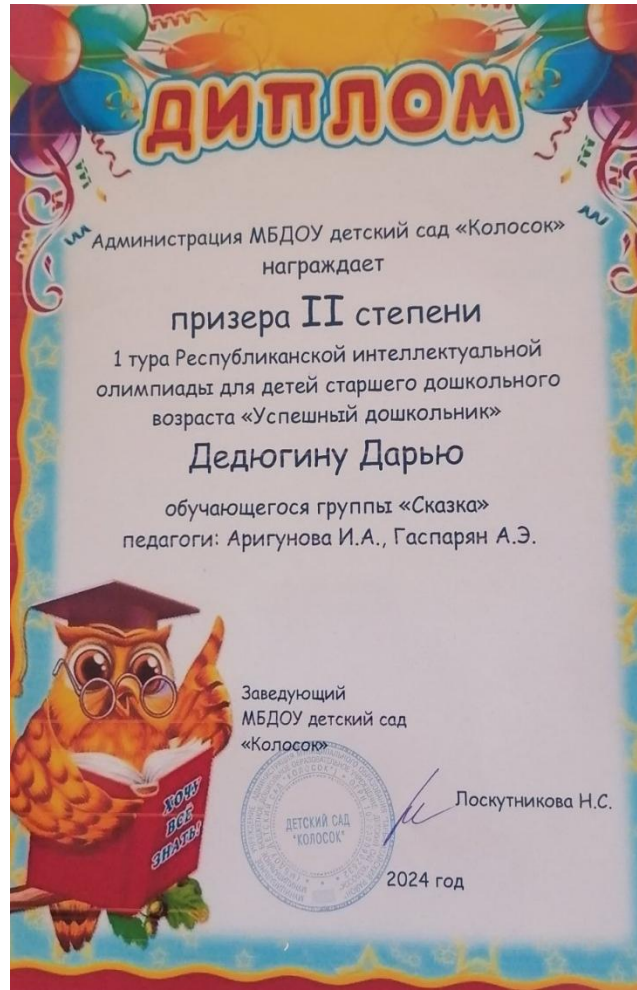 ДИПЛОМ
Администрация МБДОУ детский сад «Колосок»
награждает
призера II степени
1 тура Республиканской интеллектуальной
олимпиады для детей старшего дошкольного
возраста «Успешный дошкольник»
Дедюгину Дарью
обучающегося группы «Сказка»
педагоги: Аригунова И.А., Гаспарян А.Э.
Заведующий
МБДОУ детский сад
«Колосок»
ХОЧУ
ВСЁ
ЗНАТЬ!
ДЕТСКИЙ САД
"КОЛОСОК"
Лоскутникова Н.С.
2024 год